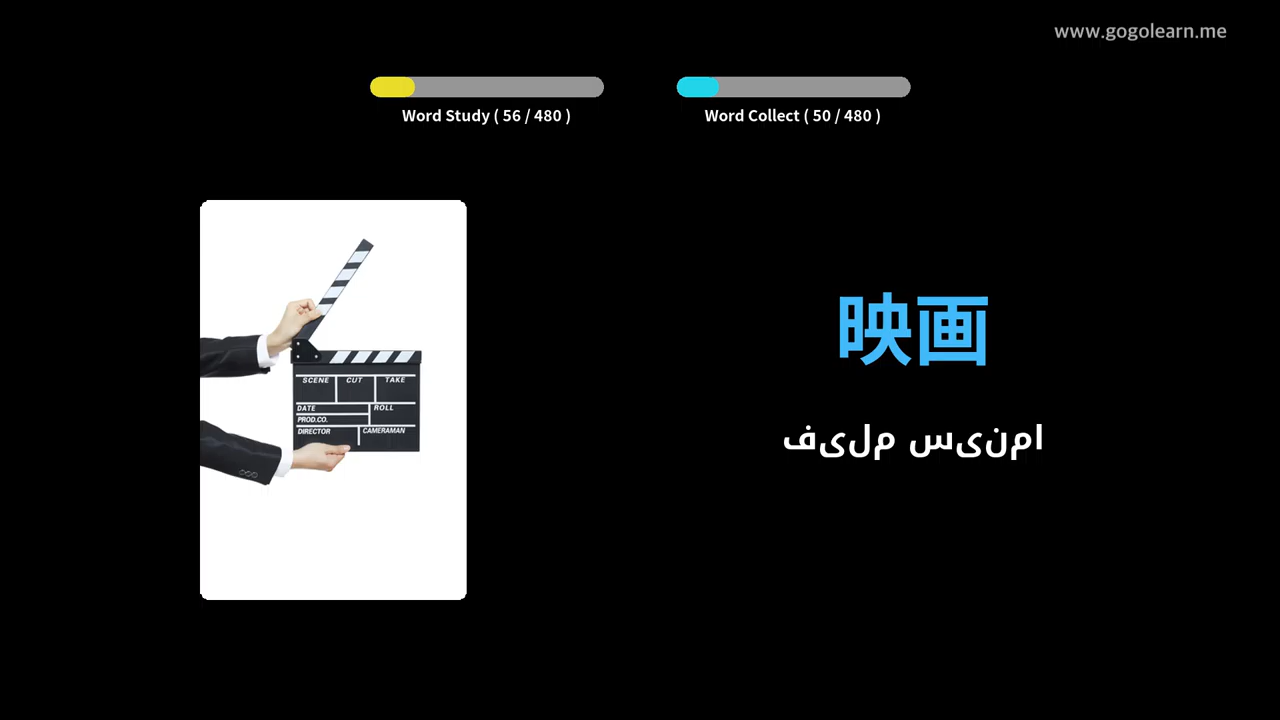 www.gogolearn.me
Word Study ( 56 / 480 )
Word Collect ( 50 / 480 )
映画
فیلم سینما
SCENE CUT TAKE
DATE ROLL
PROD.CO.
DIRECTOR CAMERAMAN